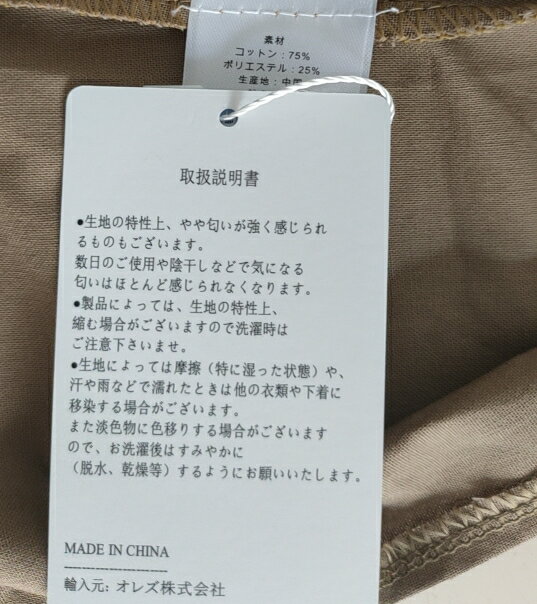 素材
コットン：75%
ポリエステル：25%
生産地：中国
取扱説明書
●生地の特性上、やや匂いが強く感じられ
るものもございます。
数日のご使用や陰干しなどで気になる
匂いはほとんど感じられなくなります。
●製品によっては、生地の特性上、
縮む場合がございますので洗濯時は
ご注意下さいませ。
●生地によっては摩擦（特に湿った状態）や、
汗や雨などで濡れたときは他の衣類や下着に
移染する場合がございます。
また淡色物に色移りする場合がございます
ので、お洗濯後はすみやかに
（脱水、乾燥等）するようにお願いいたします。
MADE IN CHINA
--------------------
輸入元: オレズ株式会社